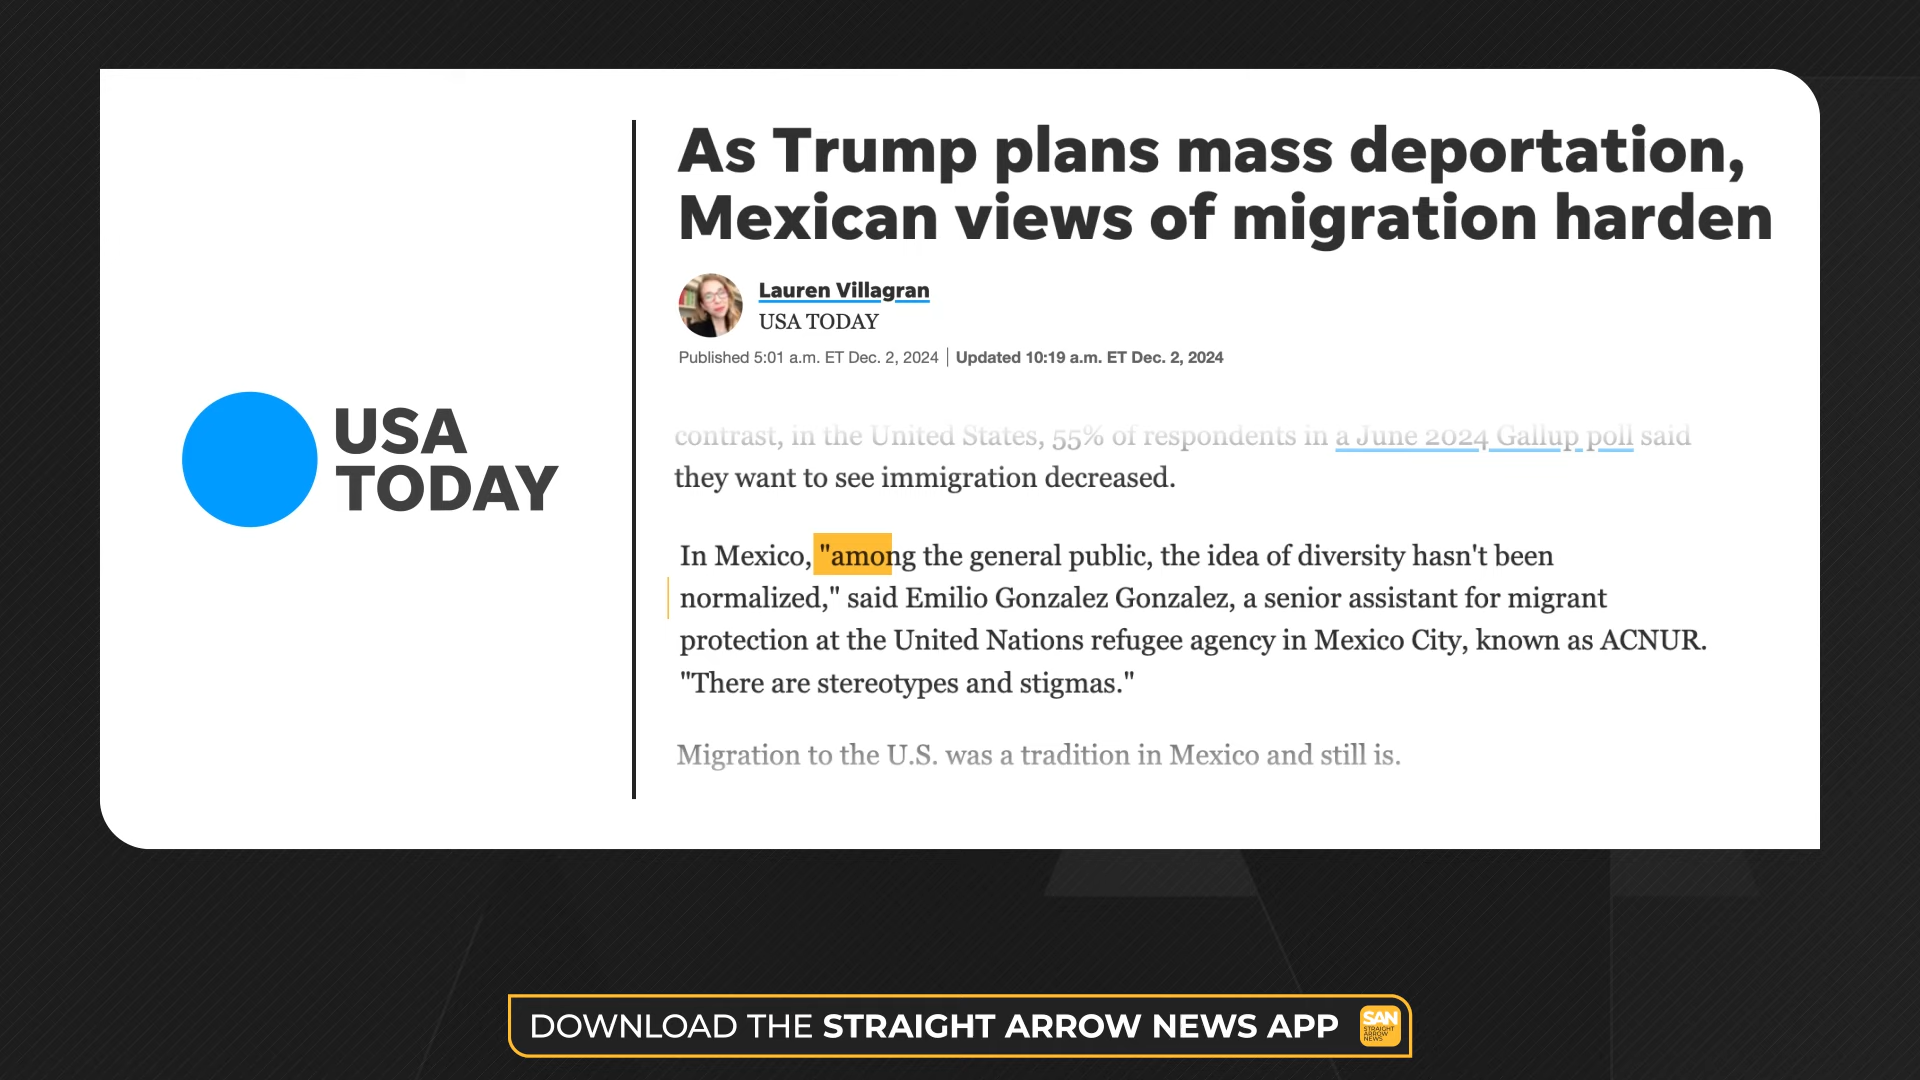 USA
TODAY
As Trump plans mass deportation,
Mexican views of migration harden
Lauren Villagran
USA TODAY
Published 5:01 a.m. ET Dec. 2, 2024 | Updated 10:19 a.m. ET Dec. 2, 2024
contrast, in the United States, 55% of respondents in a June 2024 Gallup poll said
they want to see immigration decreased.
In Mexico, "among the general public, the idea of diversity hasn't been
normalized," said Emilio Gonzalez Gonzalez, a senior assistant for migrant
protection at the United Nations refugee agency in Mexico City, known as ACNUR.
"There are stereotypes and stigmas."
Migration to the U.S. was a tradition in Mexico and still is.
DOWNLOAD THE STRAIGHT ARROW NEWS APP
SAN
STRAIGHT
ARROW
NEWS